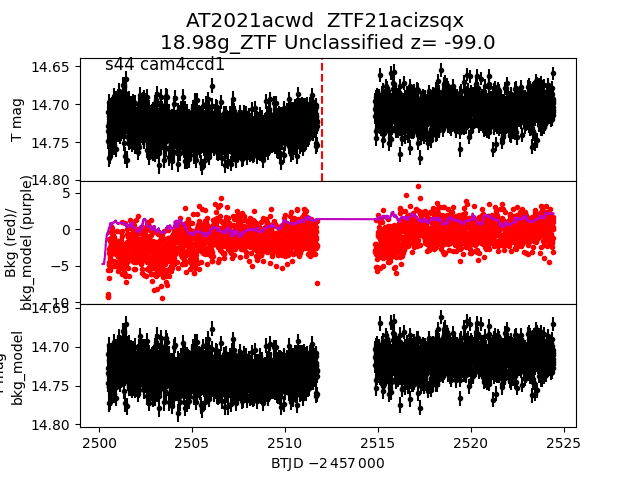 AT2021acwd  ZTF21acizsqx
18.98g_ZTF Unclassified z= -99.0
s44 cam4ccd1
14.65
14.70
14.75
14.80
T mag
5
0
−5
−10
Bkg (red)/
bkg_model (purple)
14.65
14.70
14.75
14.80
mag
bkg_model
2500
2505
2510
2515
2520
2525
BTJD −2 457 000